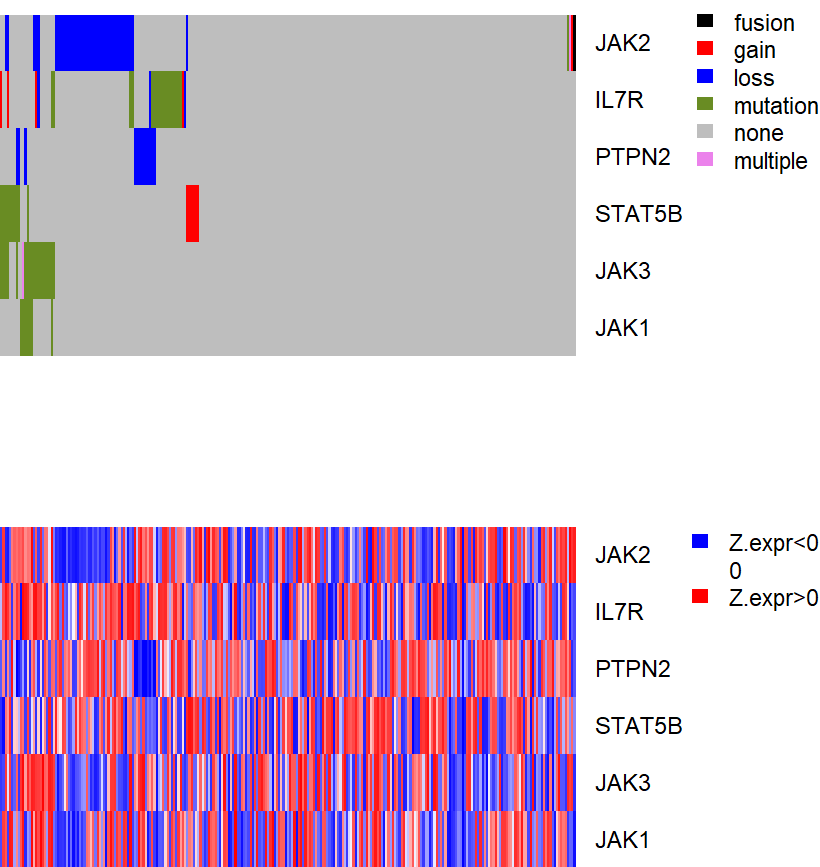 JAK2
IL7R
PTPN2
STAT5B
JAK3
JAK1
fusion
gain
loss
mutation
none
multiple
JAK2
IL7R
PTPN2
STAT5B
JAK3
JAK1
Z.expr<0
0
Z.expr>0